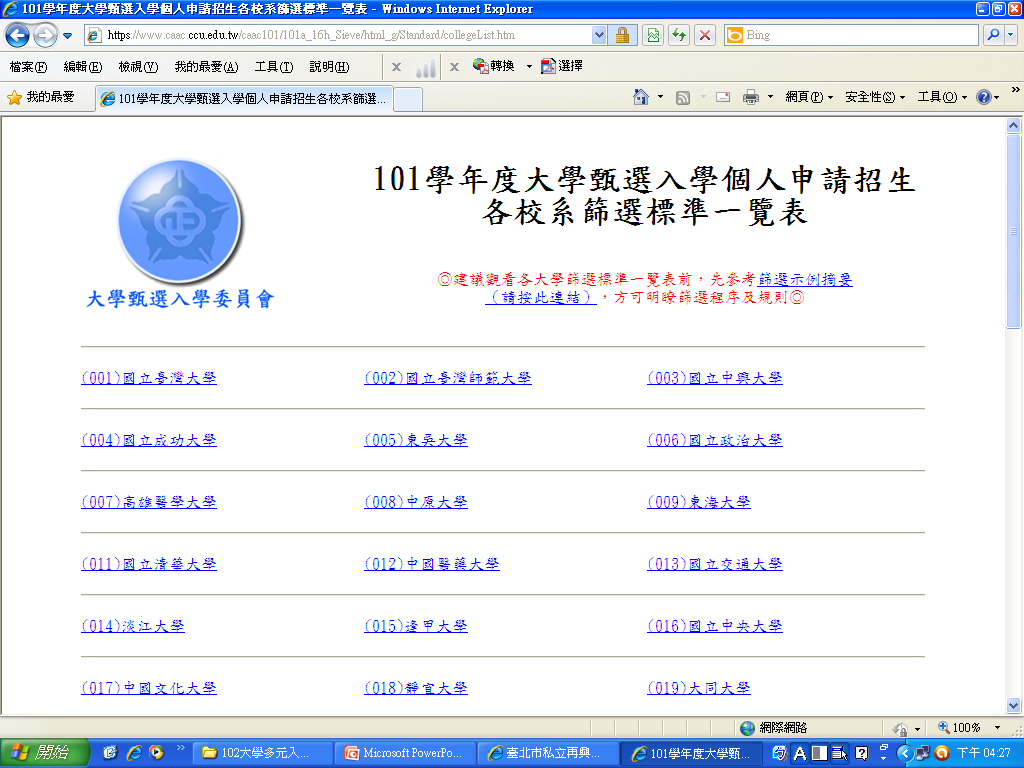 101學年度大學甄選入學個人申請招生各校系篩選標準一覽表 - Windows Internet Explorer
https://www.caac.ccu.edu.tw/caac101/101a_16h_Sieve/html_g/Standard/collegeList.htm
Bing
檔案(F) 編輯(E) 檢視(V) 我的最愛(A) 工具(T) 說明(H) 轉換 選擇
我的最愛 101學年度大學甄選入學個人申請招生各校系篩選... 網頁(P) 安全性(S) 工具(O)
101學年度大學甄選入學個人申請招生
各校系篩選標準一覽表
大學甄選入學委員會
◎建議觀看各大學篩選標準一覽表前，先參考篩選示例摘要
（請按此連結），方可明瞭篩選程序及規則◎
(001)國立臺灣大學 (002)國立臺灣師範大學 (003)國立中興大學
(004)國立成功大學 (005)東吳大學 (006)國立政治大學
(007)高雄醫學大學 (008)中原大學 (009)東海大學
(011)國立清華大學 (012)中國醫藥大學 (013)國立交通大學
(014)淡江大學 (015)逢甲大學 (016)國立中央大學
(017)中國文化大學 (018)靜宜大學 (019)大同大學
網際網路 100%
開始 102大學多元入... Microsoft PowerPo... 臺北市私立再興... 101學年度大學甄... 下午 04:27